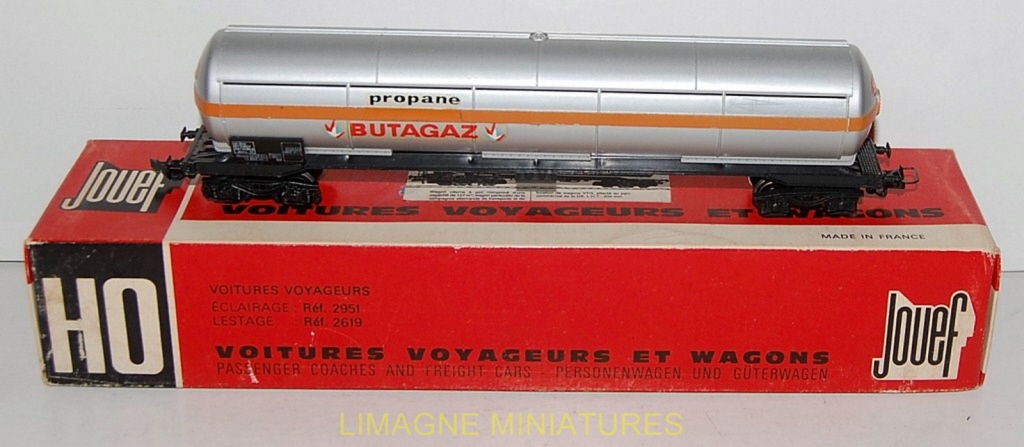 propane
BUTAGAZ
Jouef
VOITURES VOYAGEURS ET WAGONS
MADE IN FRANCE
HO
VOITURES VOYAGEURS
ÉCLAIRAGE : Réf. 2951
LESTAGE : Réf. 2619
VOITURES VOYAGEURS ET WAGONS
PASSENGER COACHES AND FREIGHT CARS - PERSONENWAGEN UND GÜTERWAGEN
Jouef
LIMAGNE MINIATURES